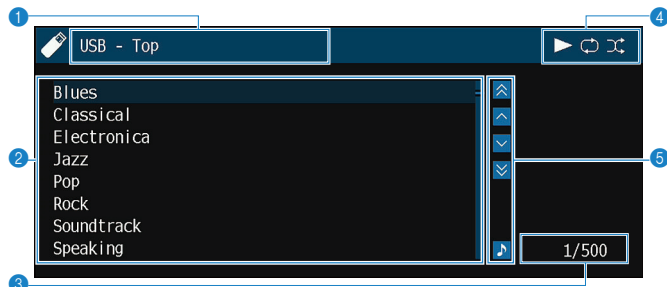 1
4
USB - Top
Blues
Classical
Electronica
2
5
Jazz
Pop
Rock
Soundtrack
Speaking
1/500
3